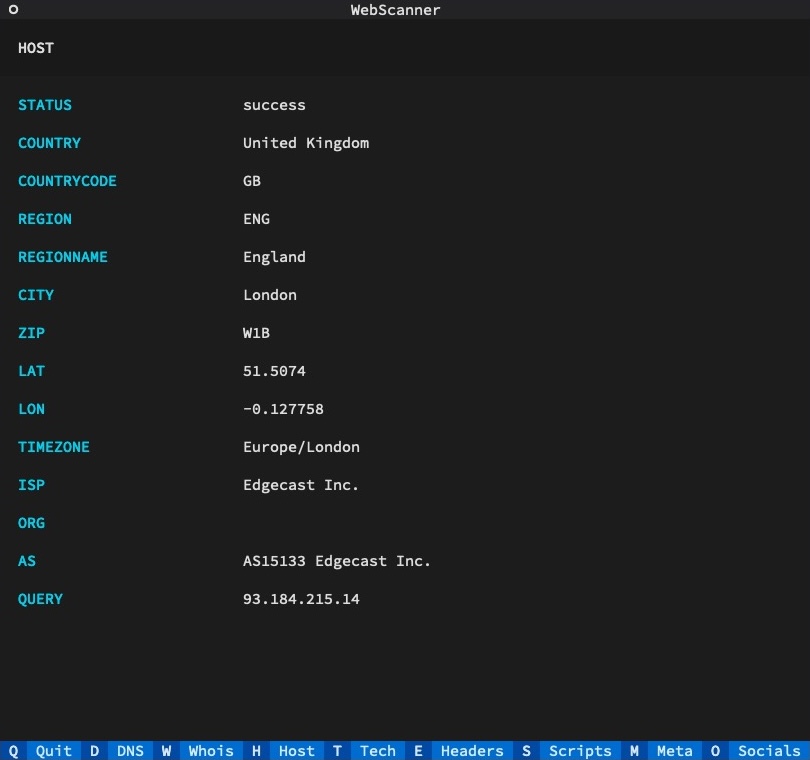 WebScanner
HOST
STATUS success
COUNTRY United Kingdom
COUNTRYCODE GB
REGION ENG
REGIONNAME England
CITY London
ZIP W1B
LAT 51.5074
LON -0.127758
TIMEZONE Europe/London
ISP Edgecast Inc.
ORG
AS AS15133 Edgecast Inc.
QUERY 93.184.215.14
Q Quit D DNS W Whois H Host T Tech E Headers S Scripts M Meta O Socials